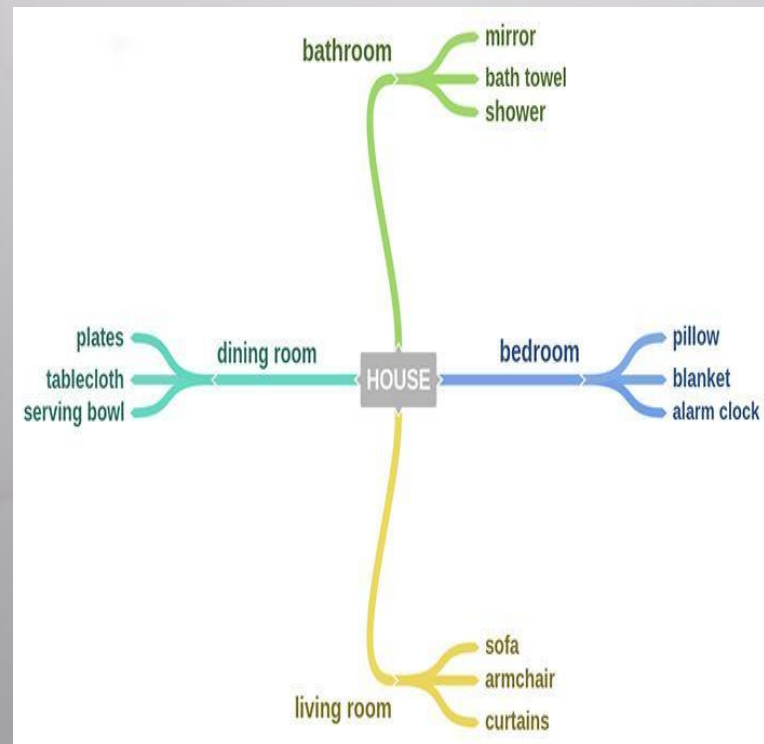 bathroom
mirror
bath towel
shower
plates
tablecloth
serving bowl
dining room
HOUSE
bedroom
pillow
blanket
alarm clock
living room
sofa
armchair
curtains